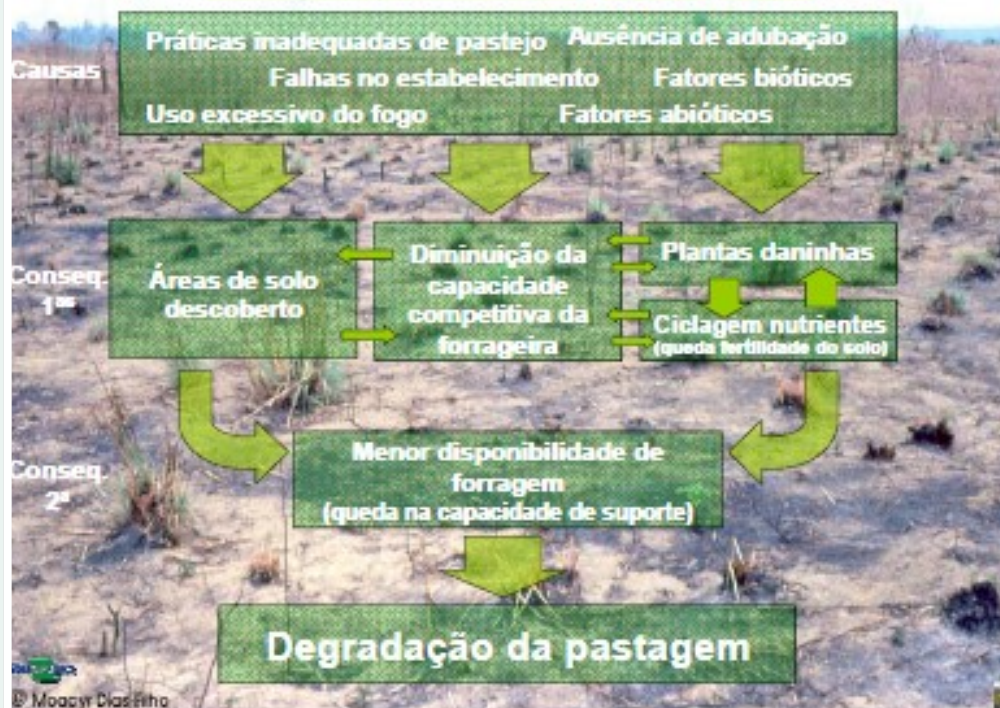 Práticas inadequadas de pastejo Ausência de adubação
Causas
Falhas no estabelecimento Fatores bióticos
Uso excessivo do fogo Fatores abióticos
Conseq.
1ªs
Áreas de solo
descoberto
Diminuição da
capacidade
competitiva da
forrageira
Plantas daninhas
Ciclagem nutrientes
(queda fertilidade do solo)
Conseq.
2ª
Menor disponibilidade de
forragem
(queda na capacidade de suporte)
Degradação da pastagem
© Moacyr Dias-Filho